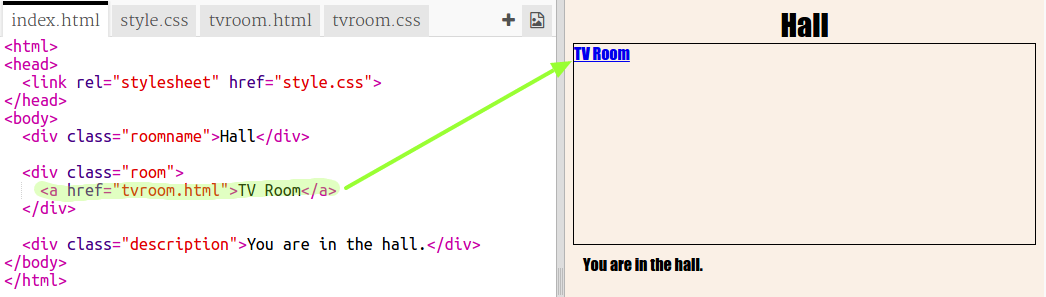 index.html style.css tvroom.html tvroom.css
<html>
<head>
  <link rel="stylesheet" href="style.css">
</head>
<body>
  <div class="roomname">Hall</div>

  <div class="room">
    <a href="tvroom.html">TV Room</a>
  </div>

  <div class="description">You are in the hall.</div>
</body>
</html>
Hall
TV Room
You are in the hall.